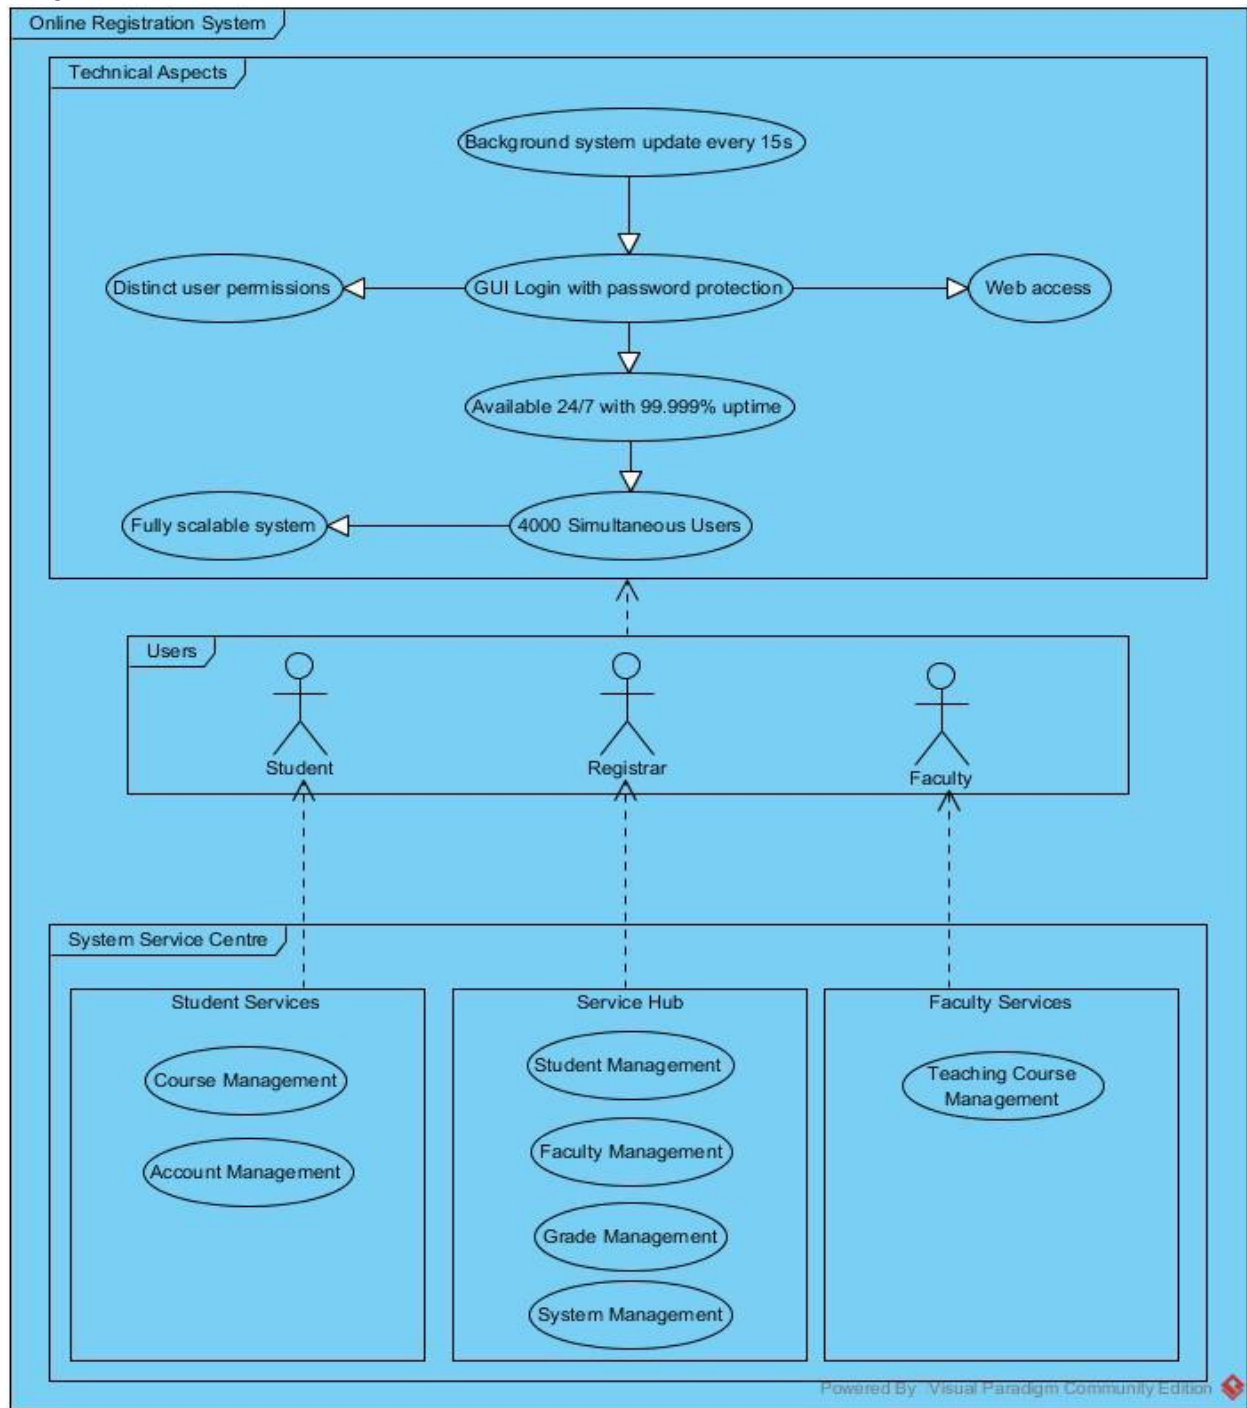 Online Registration System
Technical Aspects
Background system update every 15s
Distinct user permissions
GUI Login with password protection
Web access
Available 24/7 with 99.999% uptime
Fully scalable system
4000 Simultaneous Users
Users
Student
Registrar
Faculty
System Service Centre
Student Services
Course Management
Account Management
Service Hub
Student Management
Faculty Management
Grade Management
System Management
Faculty Services
Teaching Course
Management
Powered By Visual Paradigm Community Edition